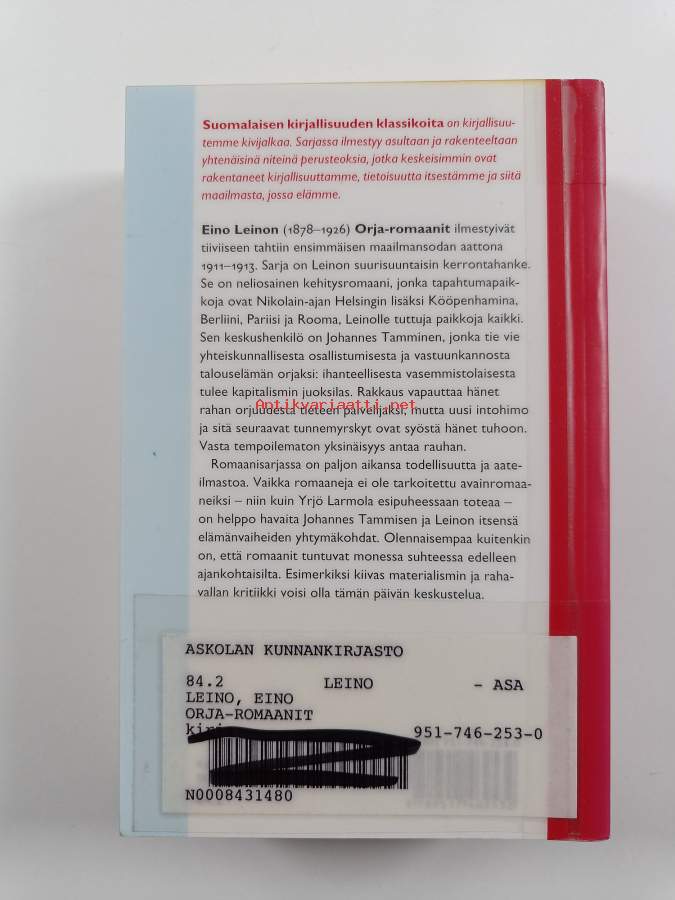 Suomalaisen kirjallisuuden klassikoita on kirjallisuu-
temme kivijalkaa. Sarjassa ilmestyy asultaan ja rakenteeltaan
yhtenäisinä niteinä perusteoksia, jotka keskeisimmin ovat
rakentaneet kirjallisuuttamme, tietoisuutta itsestämme ja siitä
maailmasta, jossa elämme.
Eino Leinon (1878–1926) Orja-romaanit ilmestyivät
tiiviiseen tahtiin ensimmäisen maailmansodan aattona
1911–1913. Sarja on Leinon suurisuuntaisin kerrontahanke.
Se on neliosainen kehitysromaani, jonka tapahtumapaik-
koja ovat Nikolain-ajan Helsingin lisäksi Kööpenhamina,
Berliini, Pariisi ja Rooma, Leinolle tuttuja paikkoja kaikki.
Sen keskushenkilö on Johannes Tamminen, jonka tie vie
yhteiskunnallisesta osallistumisesta ja vastuunkannosta
talouselämän orjaksi: ihanteellisesta vasemmistolaisesta
tulee kapitalismin juoksilas. Rakkaus vapauttaa hänet
Antikvariaatti.net
rahan orjuudesta tieteen palvelijaksi, mutta uusi intohimo
ja sitä seuraavat tunnemyrskyt ovat syöstä hänet tuhoon.
Vasta tempoilematon yksinäisyys antaa rauhan.
Romaanisarjassa on paljon aikansa todellisuutta ja aate-
ilmastoa. Vaikka romaaneja ei ole tarkoitettu avainromaa-
neiksi – niin kuin Yrjö Larmola esipuheessaan toteaa –
on helppo havaita Johannes Tammisen ja Leinon itsensä
elämänvaiheiden yhtymäkohdat. Olennaisempaa kuitenkin
on, että romaanit tuntuvat monessa suhteessa edelleen
ajankohtaisilta. Esimerkiksi kiivas materialismin ja raha-
vallan kritiikki voisi olla tämän päivän keskustelua.
ASKOLAN KUNNANKIRJASTO
84.2 LEINO - ASA
LEINO, EINO
ORJA-ROMAANIT
951-746-253-0
N0008431480